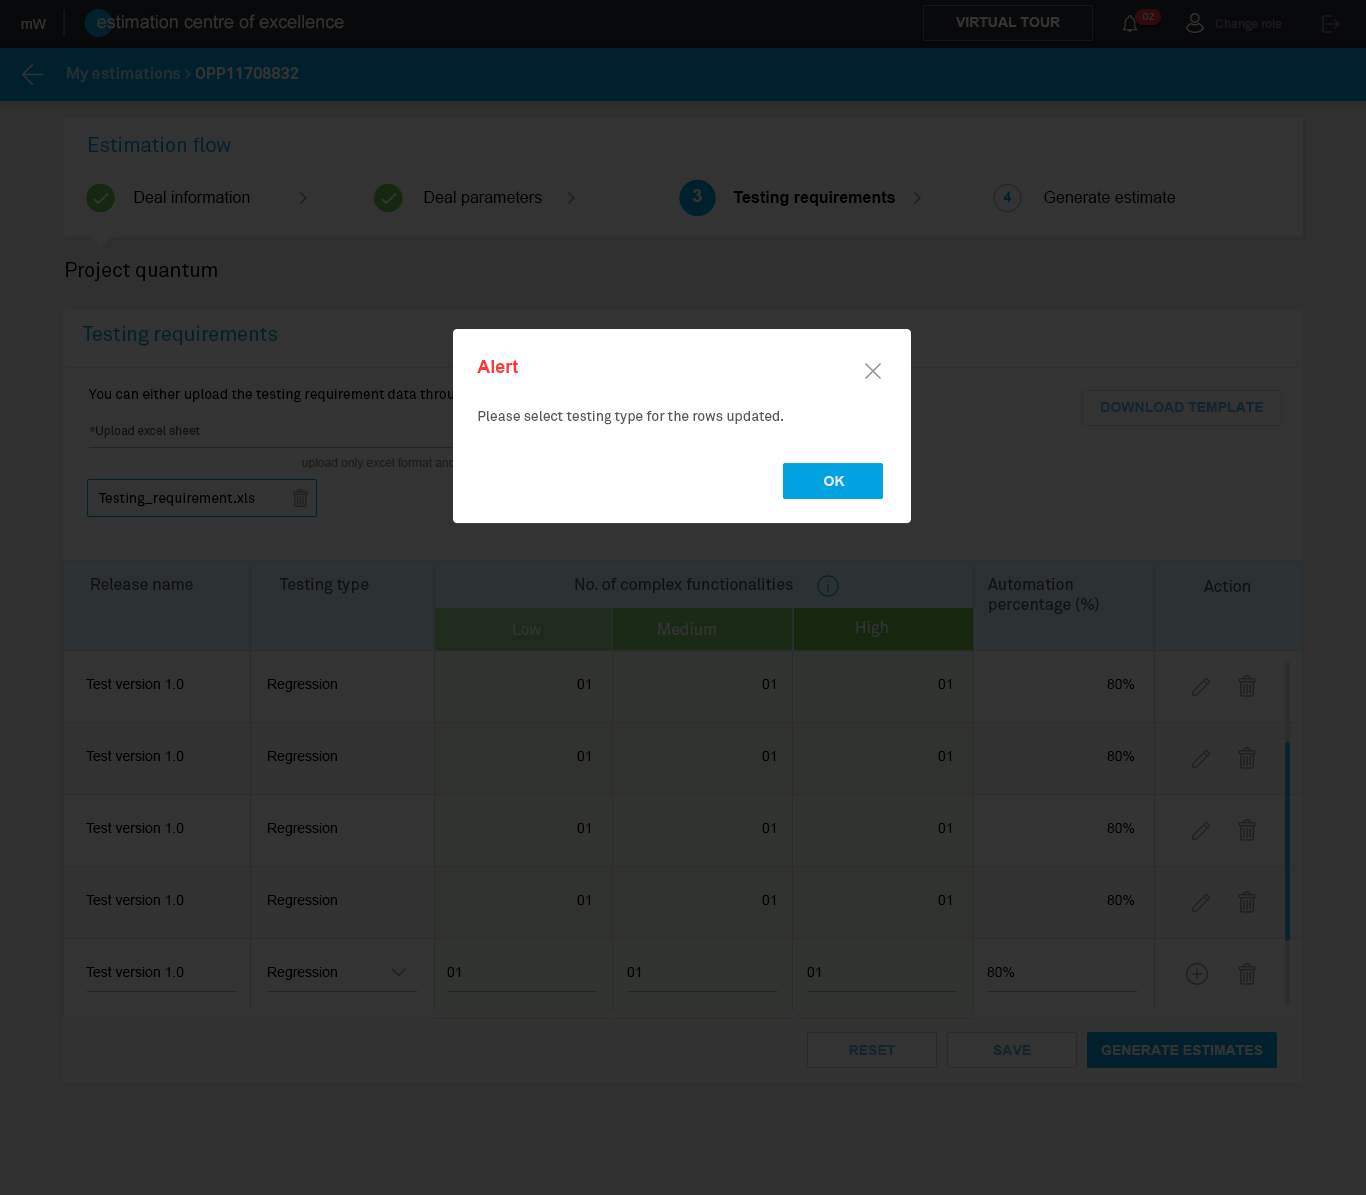 mW
estimation centre of excellence
VIRTUAL TOUR
02
Change role
My estimations > OPP11708832
Estimation flow
Deal information
Deal parameters
3
Testing requirements
4
Generate estimate
Project quantum
Testing requirements
You can either upload the testing requirement data throu
DOWNLOAD TEMPLATE
*Upload excel sheet
upload only excel format and
Testing_requirement.xls
Alert
Please select testing type for the rows updated.
OK
Release name
Testing type
No. of complex functionalities
i
Automation
percentage (%)
Action
Low
Medium
High
Test version 1.0 Regression 01 01 01 80%
Test version 1.0 Regression 01 01 01 80%
Test version 1.0 Regression 01 01 01 80%
Test version 1.0 Regression 01 01 01 80%
Test version 1.0 Regression 01 01 01 80%
RESET
SAVE
GENERATE ESTIMATES